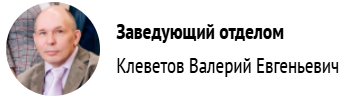 Заведующий отделом
Клеветов Валерий Евгеньевич